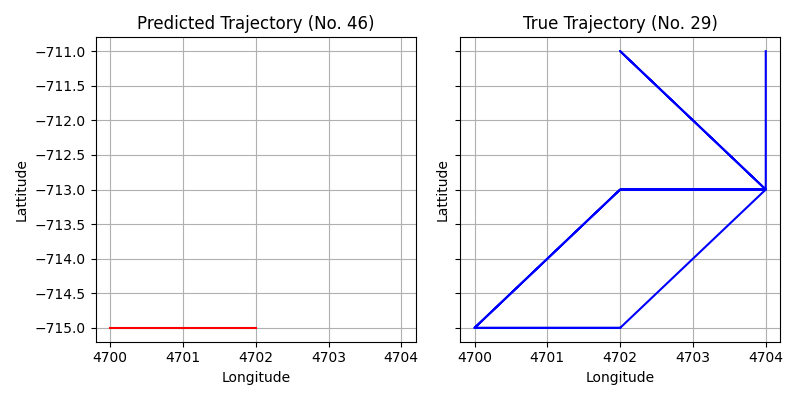 Predicted Trajectory (No. 46)
True Trajectory (No. 29)
−711.0
−711.5
−712.0
−712.5
−713.0
−713.5
−714.0
−714.5
−715.0
Lattitude
Lattitude
4700 4701 4702 4703 4704
4700 4701 4702 4703 4704
Longitude
Longitude